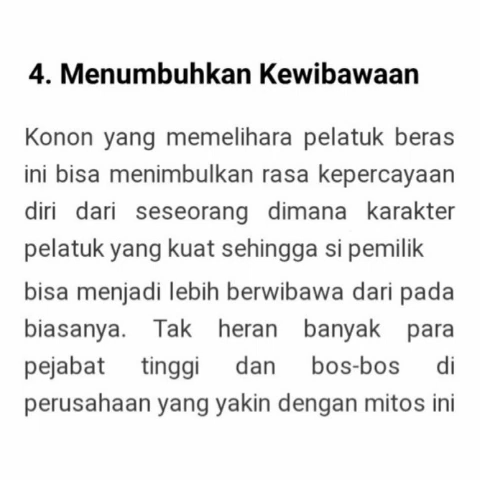 4. Menumbuhkan Kewibawaan
Konon yang memelihara pelatuk beras
ini bisa menimbulkan rasa kepercayaan
diri dari seseorang dimana karakter
pelatuk yang kuat sehingga si pemilik
bisa menjadi lebih berwibawa dari pada
biasanya. Tak heran banyak para
pejabat tinggi dan bos-bos di
perusahaan yang yakin dengan mitos ini